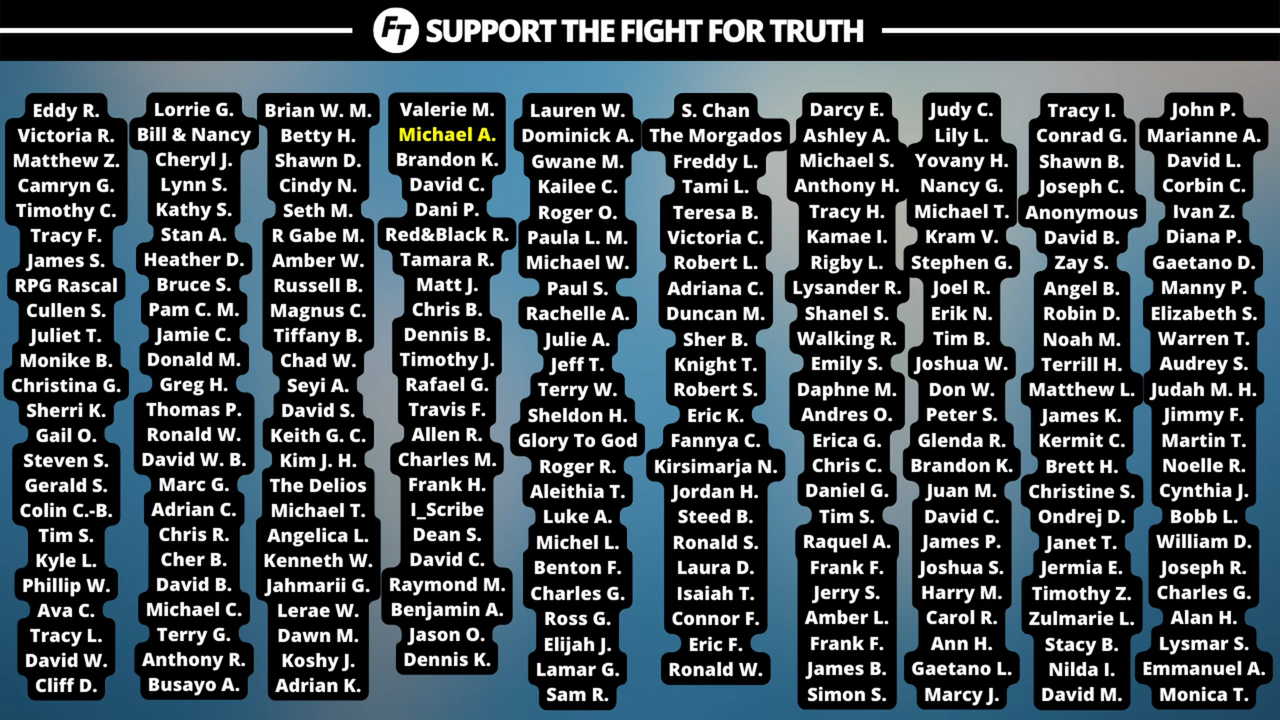 FT SUPPORT THE FIGHT FOR TRUTH
Eddy R.
Victoria R.
Matthew Z.
Camryn G.
Timothy C.
Tracy F.
James S.
RPG Rascal
Cullen S.
Juliet T.
Monike B.
Christina G.
Sherri K.
Gail O.
Steven S.
Gerald S.
Colin C.-B.
Tim S.
Kyle L.
Phillip W.
Ava C.
Tracy L.
David W.
Cliff D.
Lorrie G.
Bill & Nancy
Cheryl J.
Lynn S.
Kathy S.
Stan A.
Heather D.
Bruce S.
Pam C. M.
Jamie C.
Donald M.
Greg H.
Thomas P.
Ronald W.
David W. B.
Marc G.
Adrian C.
Chris R.
Cher B.
David B.
Michael C.
Terry G.
Anthony R.
Busayo A.
Brian W. M.
Betty H.
Shawn D.
Cindy N.
Seth M.
R Gabe M.
Amber W.
Russell B.
Magnus C.
Tiffany B.
Chad W.
Seyi A.
David S.
Keith G. C.
Kim J. H.
The Delios
Michael T.
Angelica L.
Kenneth W.
Jahmarii G.
Lerae W.
Dawn M.
Koshy J.
Adrian K.
Valerie M.
Michael A.
Brandon K.
David C.
Dani P.
Red&Black R.
Tamara R.
Matt J.
Chris B.
Dennis B.
Timothy J.
Rafael G.
Travis F.
Allen R.
Charles M.
Frank H.
I_Scribe
Dean S.
David C.
Raymond M.
Benjamin A.
Jason O.
Dennis K.
Lauren W.
Dominick A.
Gwane M.
Kailee C.
Roger O.
Paula L. M.
Michael W.
Paul S.
Rachelle A.
Julie A.
Jeff T.
Terry W.
Sheldon H.
Glory To God
Roger R.
Aleithia T.
Luke A.
Michel L.
Benton F.
Charles G.
Ross G.
Elijah J.
Lamar G.
Sam R.
S. Chan
The Morgados
Freddy L.
Tami L.
Teresa B.
Victoria C.
Robert L.
Adriana C.
Duncan M.
Sher B.
Knight T.
Robert S.
Eric K.
Fannya C.
Kirsimarja N.
Jordan H.
Steed B.
Ronald S.
Laura D.
Isaiah T.
Connor F.
Eric F.
Ronald W.
Darcy E.
Ashley A.
Michael S.
Anthony H.
Tracy H.
Kamae I.
Rigby L.
Lysander R.
Shanel S.
Walking R.
Emily S.
Daphne M.
Andres O.
Erica G.
Chris C.
Daniel G.
Tim S.
Raquel A.
Frank F.
Jerry S.
Amber L.
Frank F.
James B.
Simon S.
Judy C.
Lily L.
Yovany H.
Nancy G.
Michael T.
Kram V.
Stephen G.
Joel R.
Erik N.
Tim B.
Joshua W.
Don W.
Peter S.
Glenda R.
Brandon K.
Juan M.
David C.
James P.
Joshua S.
Harry M.
Carol R.
Ann H.
Gaetano L.
Marcy J.
Tracy I.
Conrad G.
Shawn B.
Joseph C.
Anonymous
David B.
Zay S.
Angel B.
Robin D.
Noah M.
Terrill H.
Matthew L.
James K.
Kermit C.
Brett H.
Christine S.
Ondrej D.
Janet T.
Jermia E.
Timothy Z.
Zulmarie L.
Stacy B.
Nilda I.
David M.
John P.
Marianne A.
David L.
Corbin C.
Ivan Z.
Diana P.
Gaetano D.
Manny P.
Elizabeth S.
Warren T.
Audrey S.
Judah M. H.
Jimmy F.
Martin T.
Noelle R.
Cynthia J.
Bobb L.
William D.
Joseph R.
Charles G.
Alan H.
Lysmar S.
Emmanuel A.
Monica T.